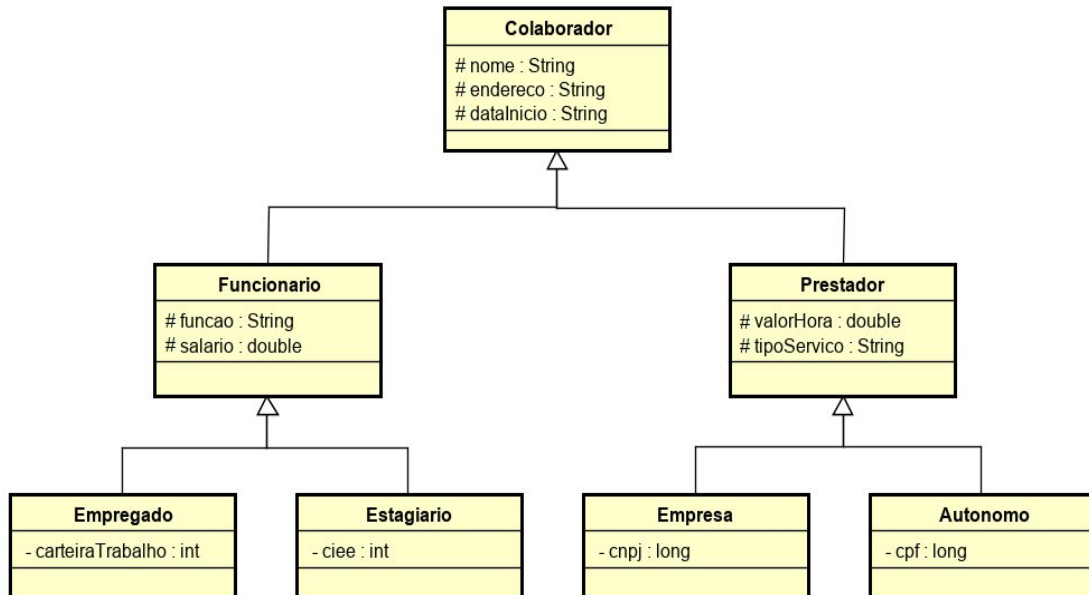 Colaborador
# nome : String
# endereco : String
# dataInicio : String
Funcionario
# funcao : String
# salario : double
Prestador
# valorHora : double
# tipoServico : String
Empregado
- carteiraTrabalho : int
Estagiario
- ciee : int
Empresa
- cnpj : long
Autonomo
- cpf : long